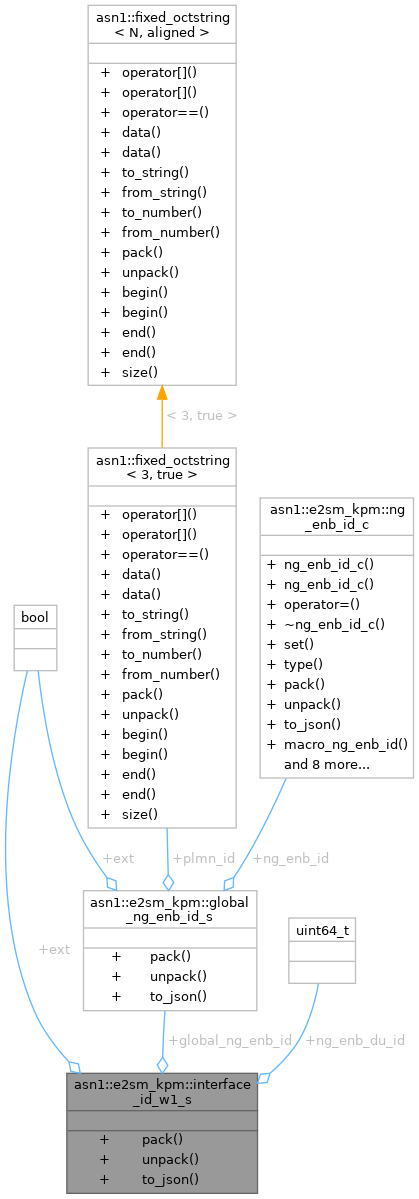 asn1::fixed_octstring
< N, aligned >
+ operator[]()
+ operator[]()
+ operator==()
+ data()
+ data()
+ to_string()
+ from_string()
+ to_number()
+ from_number()
+ pack()
+ unpack()
+ begin()
+ begin()
+ end()
+ end()
+ size()
< 3, true >
asn1::fixed_octstring
< 3, true >
+ operator[]()
+ operator[]()
+ operator==()
+ data()
+ data()
+ to_string()
+ from_string()
+ to_number()
+ from_number()
+ pack()
+ unpack()
+ begin()
+ begin()
+ end()
+ end()
+ size()
asn1::e2sm_kpm::ng
_enb_id_c
+ ng_enb_id_c()
+ ng_enb_id_c()
+ operator=()
+ ~ng_enb_id_c()
+ set()
+ type()
+ pack()
+ unpack()
+ to_json()
+ macro_ng_enb_id()
and 8 more...
bool
+ext
+plmn_id
+ng_enb_id
asn1::e2sm_kpm::global
_ng_enb_id_s
+ pack()
+ unpack()
+ to_json()
uint64_t
+ext
+global_ng_enb_id
+ng_enb_du_id
asn1::e2sm_kpm::interface
_id_w1_s
+ pack()
+ unpack()
+ to_json()